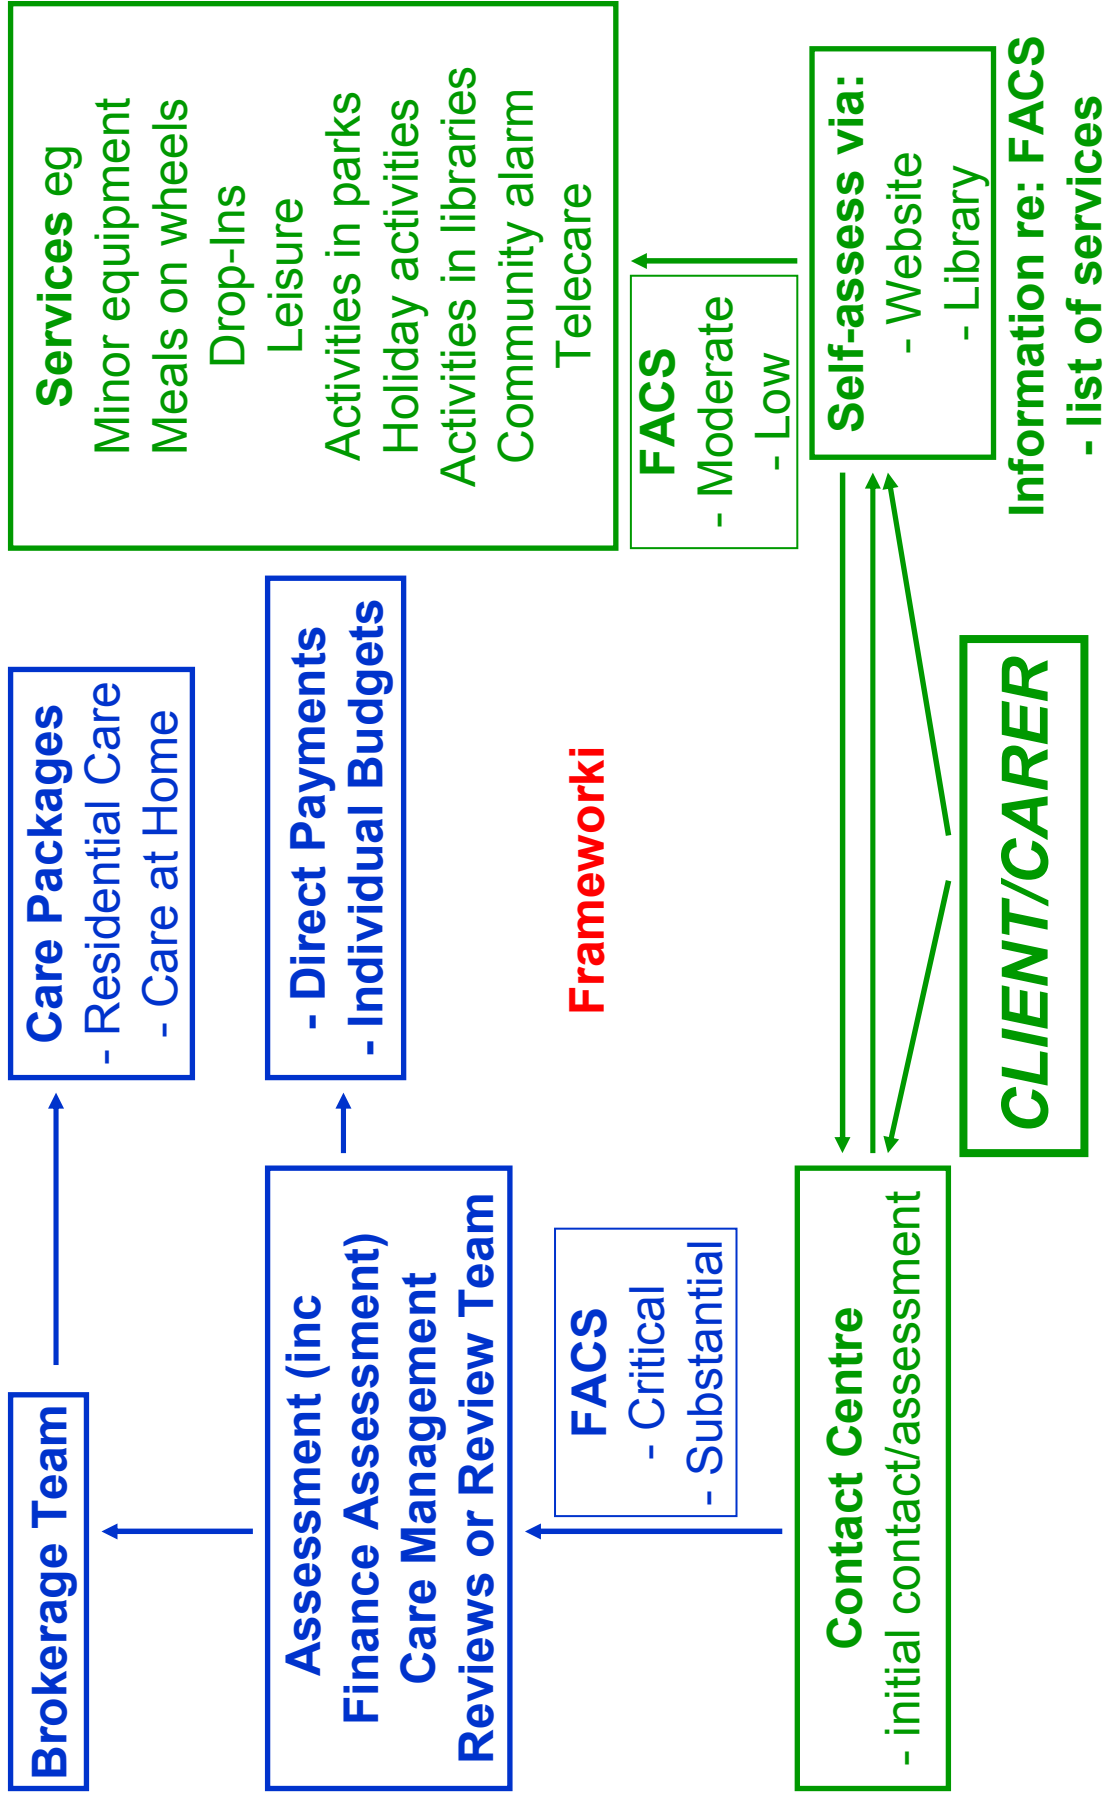 Brokerage Team
Care Packages
- Residential Care
- Care at Home
Services eg
Minor equipment
Meals on wheels
Drop-Ins
Leisure
Activities in parks
Holiday activities
Activities in libraries
Community alarm
Telecare
Assessment (inc
Finance Assessment)
Care Management
Reviews or Review Team
- Direct Payments
- Individual Budgets
FACS
- Critical
- Substantial
Frameworki
FACS
- Moderate
- Low
Contact Centre
- initial contact/assessment
Self-assess via:
- Website
- Library
CLIENT/CARER
Information re: FACS
- list of services